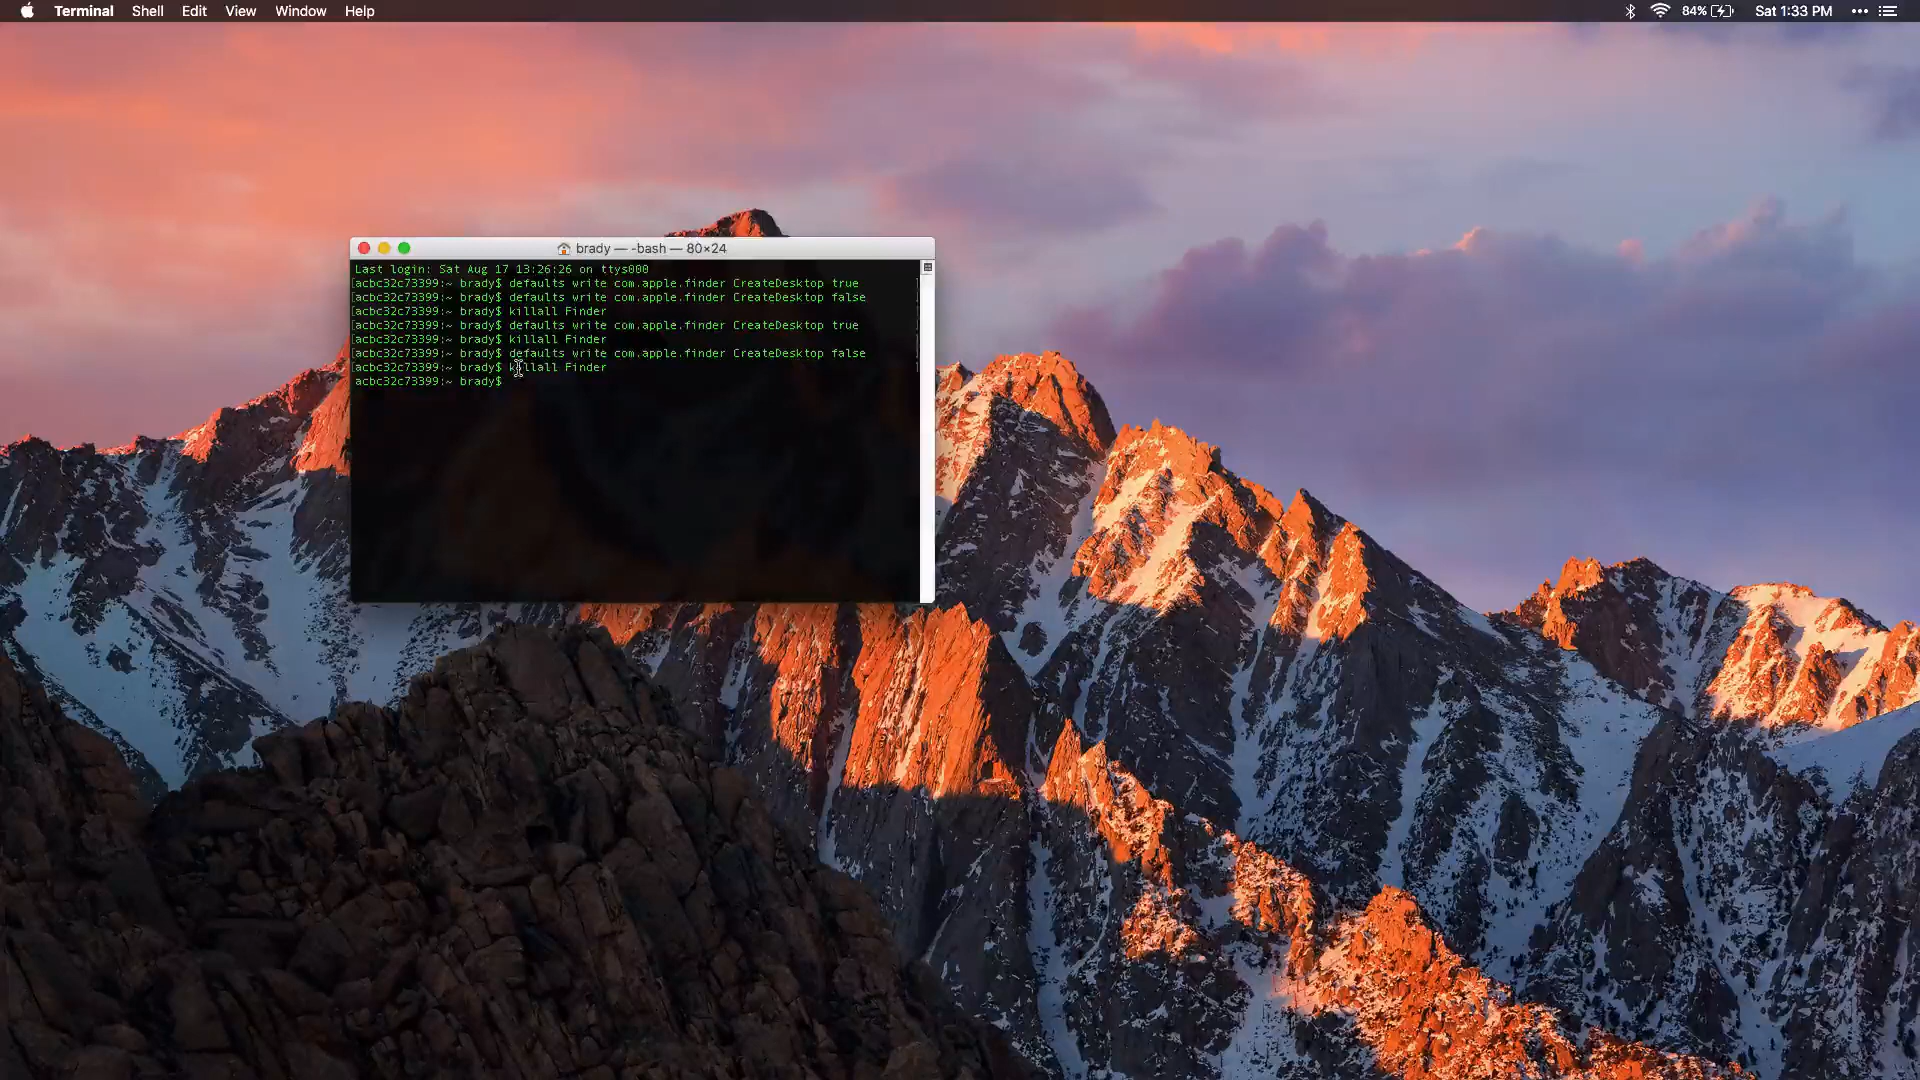 Terminal Shell Edit View Window Help 84% Sat 1:33 PM
brady — -bash — 80×24
Last login: Sat Aug 17 13:26:26 on ttys000
[acbc32c73399:~ brady$ defaults write com.apple.finder CreateDesktop true ]
[acbc32c73399:~ brady$ defaults write com.apple.finder CreateDesktop false ]
[acbc32c73399:~ brady$ killall Finder ]
[acbc32c73399:~ brady$ defaults write com.apple.finder CreateDesktop true ]
[acbc32c73399:~ brady$ killall Finder ]
[acbc32c73399:~ brady$ defaults write com.apple.finder CreateDesktop false ]
[acbc32c73399:~ brady$ killall Finder ]
acbc32c73399:~ brady$